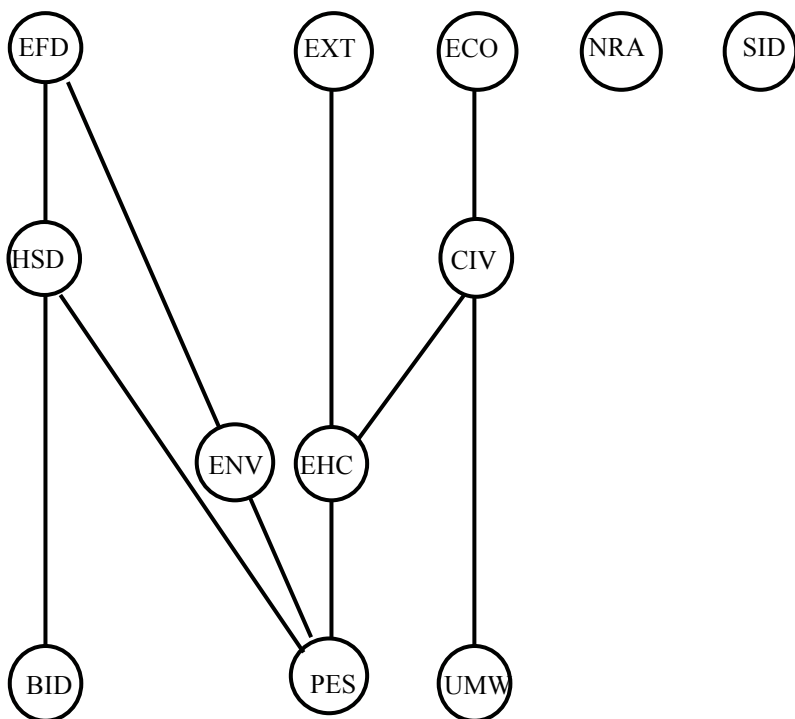 EFD
EXT
ECO
NRA
SID
HSD
CIV
ENV
EHC
BID
PES
UMW